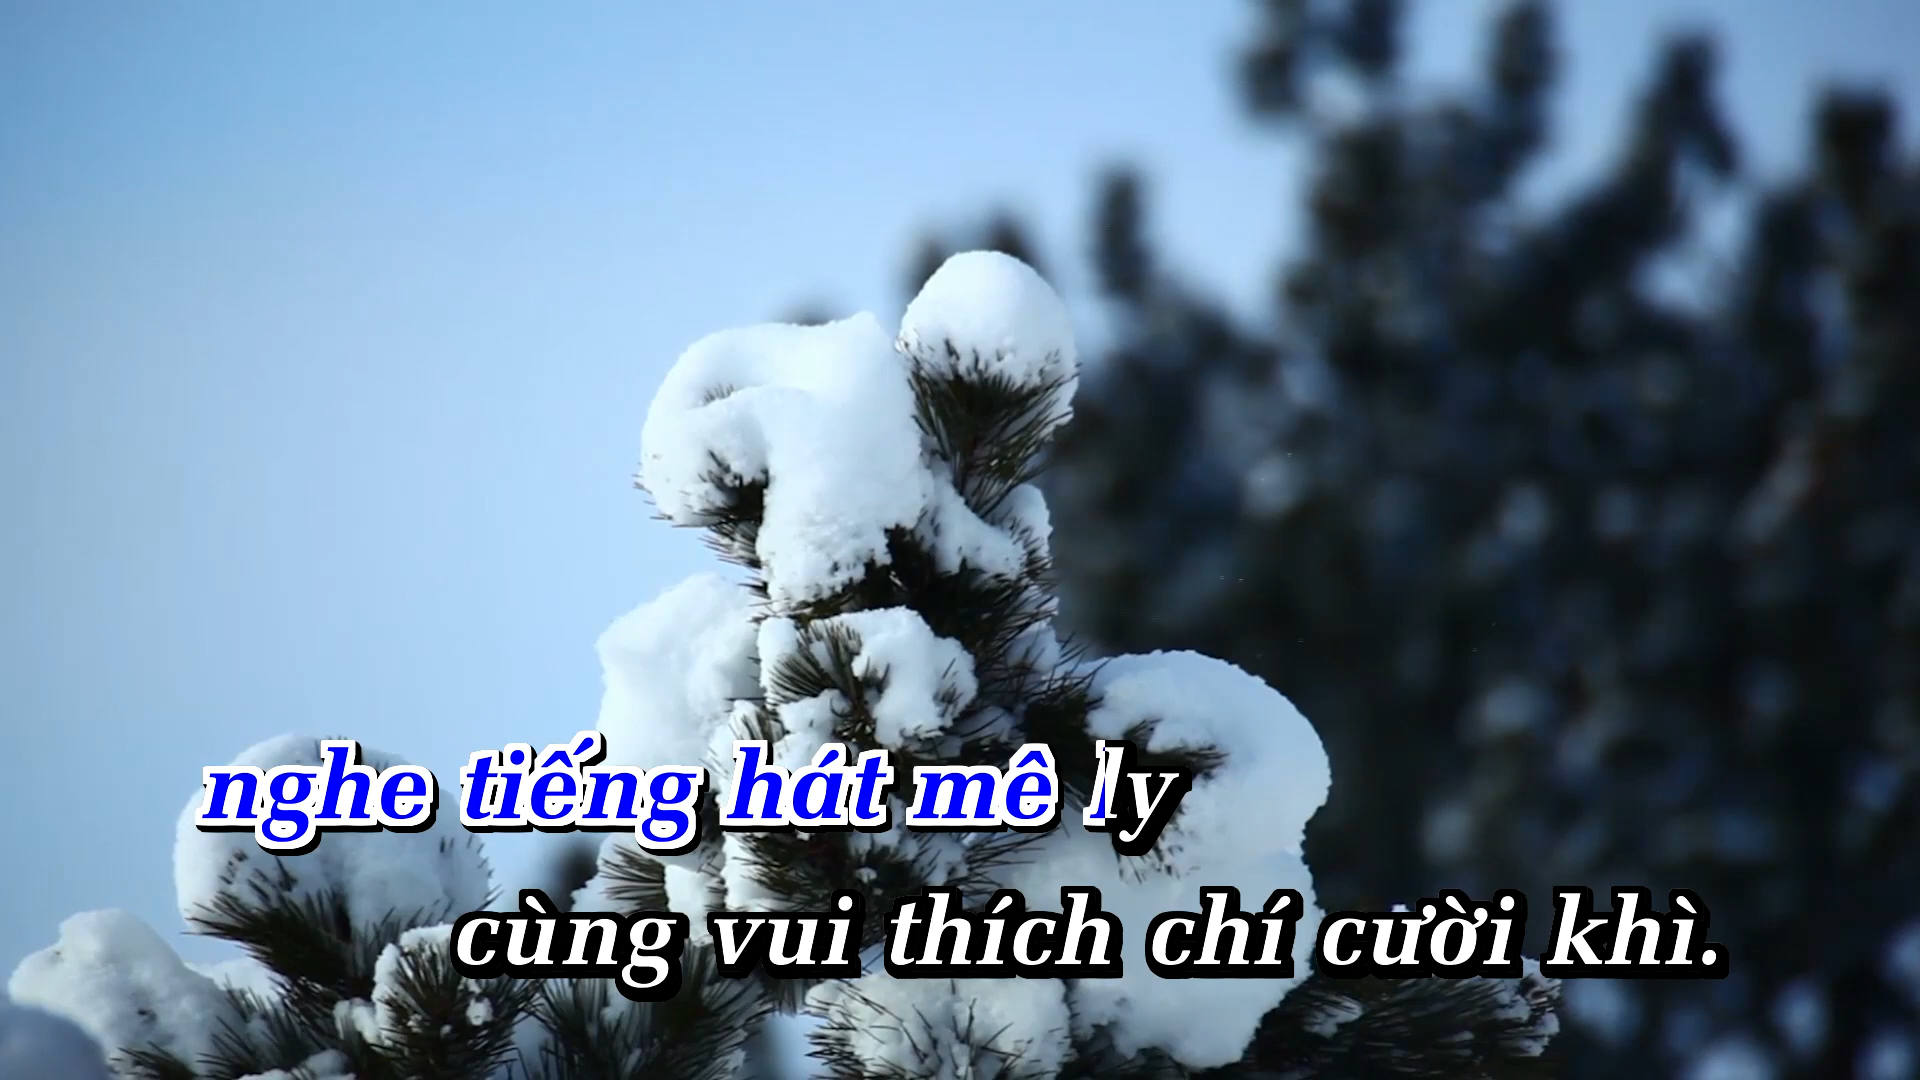 nghe tiếng hát mê ly
cùng vui thích chí cười khì.